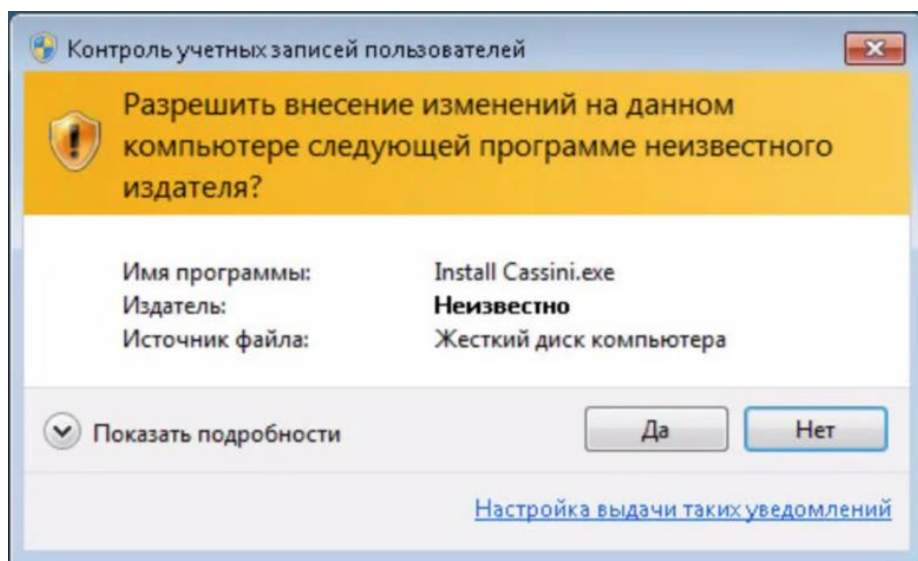 Контроль учетных записей пользователей
Разрешить внесение изменений на данном
компьютере следующей программе неизвестного
издателя?
Имя программы: Install Cassini.exe
Издатель: Неизвестно
Источник файла: Жесткий диск компьютера
Показать подробности Да Нет
Настройка выдачи таких уведомлений